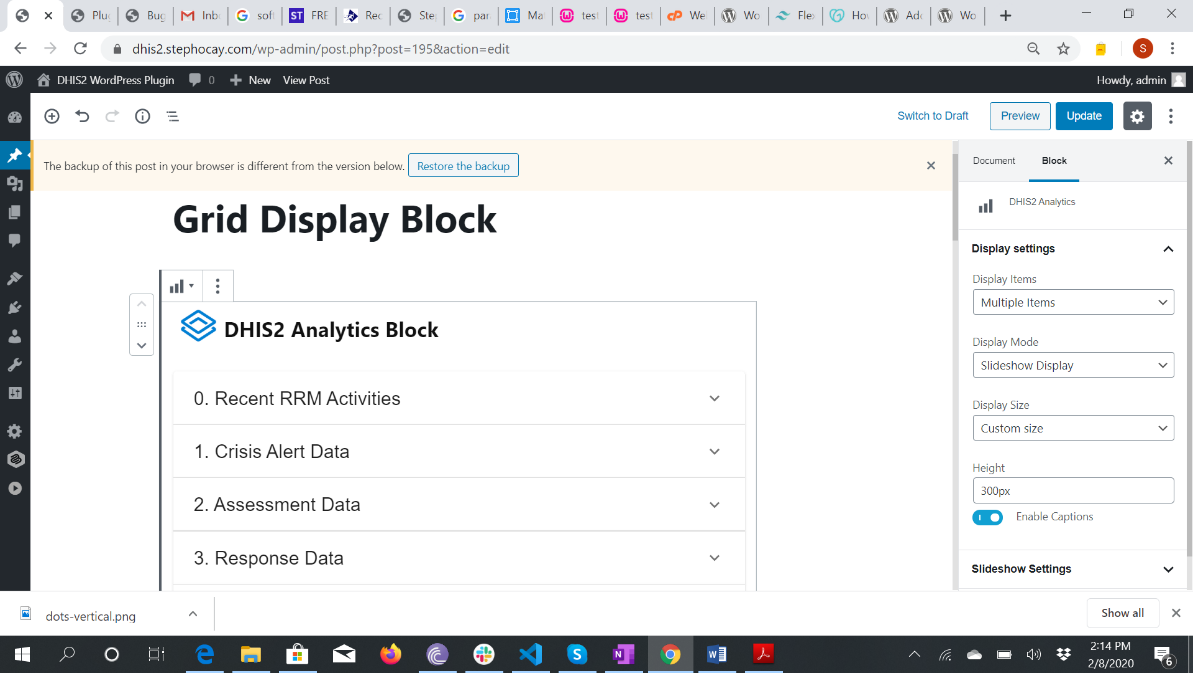 Plu
Bug
Inb
soft
ST FRE
Rec
Ste
par
Ma
test
test
We
Wo
Fle
Ho
Ad
Wo
dhis2.stephocay.com/wp-admin/post.php?post=195&action=edit
S
DHIS2 WordPress Plugin
0
New
View Post
Howdy, admin
Switch to Draft
Preview
Update
The backup of this post in your browser is different from the version below.
Restore the backup
Document
Block
DHIS2 Analytics
Grid Display Block
Display settings
Display Items
Multiple Items
Display Mode
Slideshow Display
Display Size
Custom size
Height
300px
Enable Captions
Slideshow Settings
DHIS2 Analytics Block
0. Recent RRM Activities
1. Crisis Alert Data
2. Assessment Data
3. Response Data
dots-vertical.png
Show all
2:14 PM
2/8/2020
6